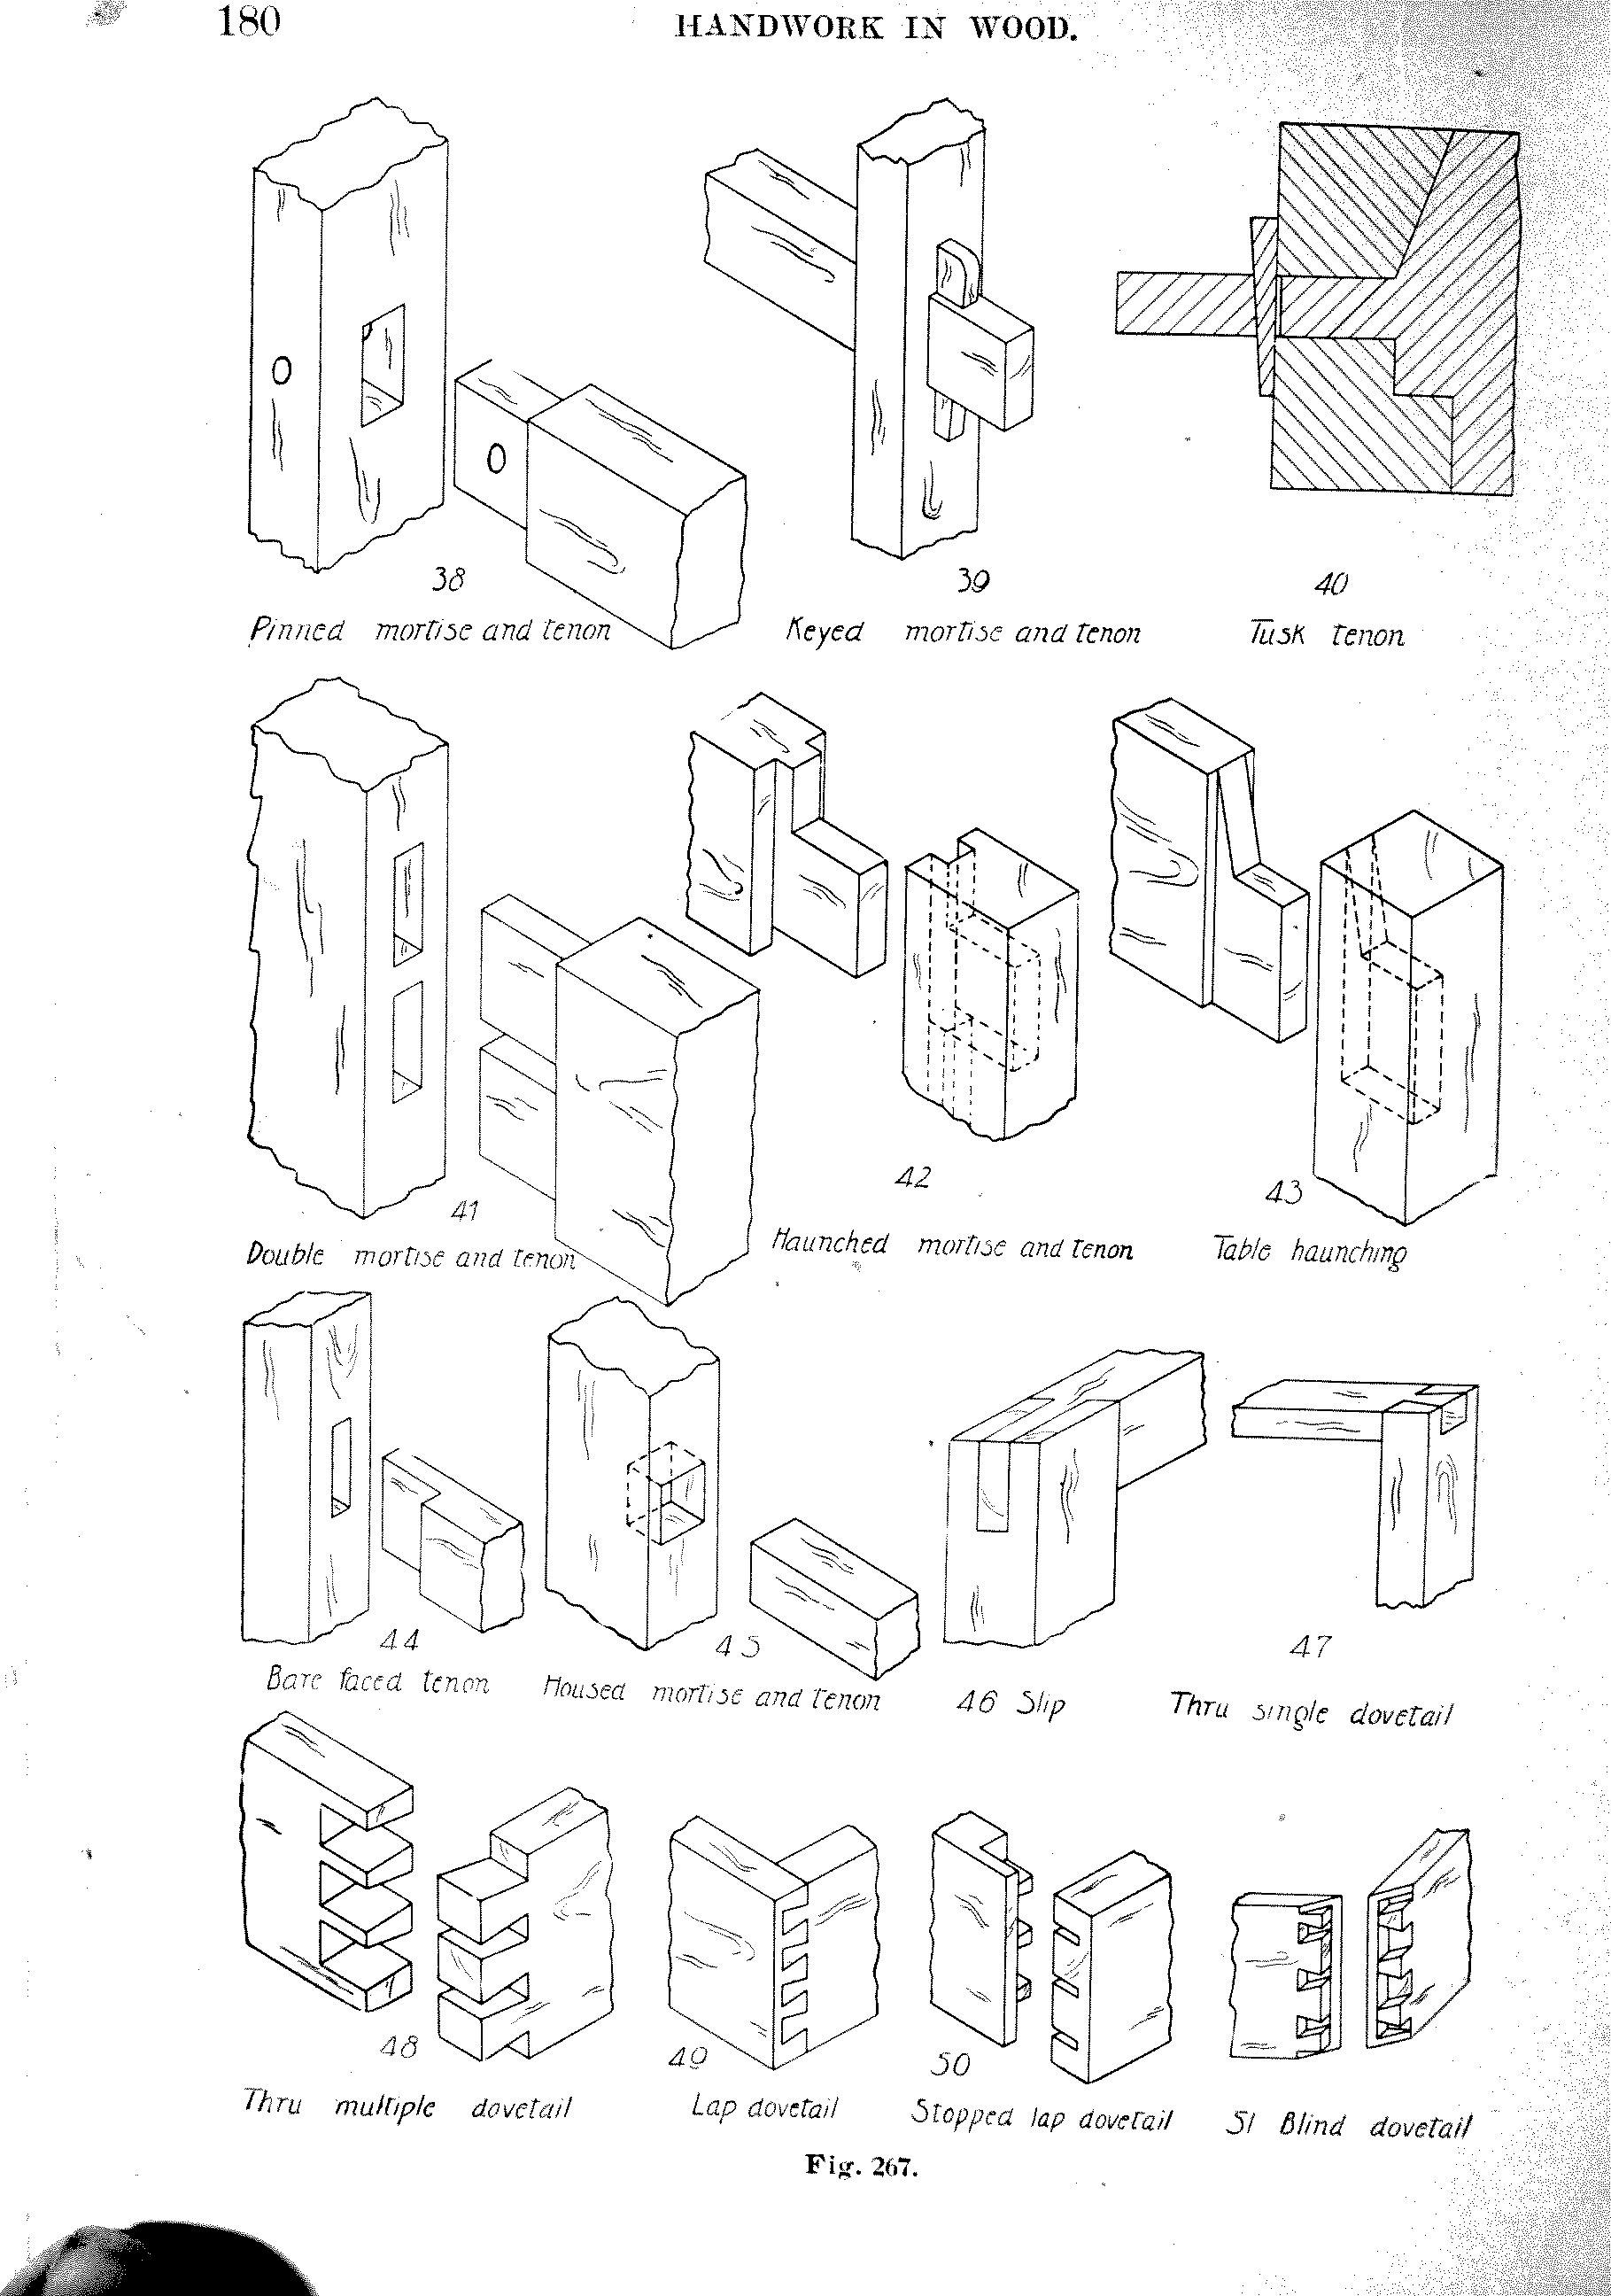 180
HANDWORK IN WOOD.
38
39
40
Pinned mortise and tenon
Keyed mortise and tenon
Tusk tenon
41
42
43
Double mortise and tenon
Haunched mortise and tenon
Table haunching
44
45
47
Bare faced tenon
Housed mortise and tenon
46 Slip
Thru single dovetail
48
49
50
Thru multiple dovetail
Lap dovetail
Stopped lap dovetail
51 Blind dovetail
Fig. 267.